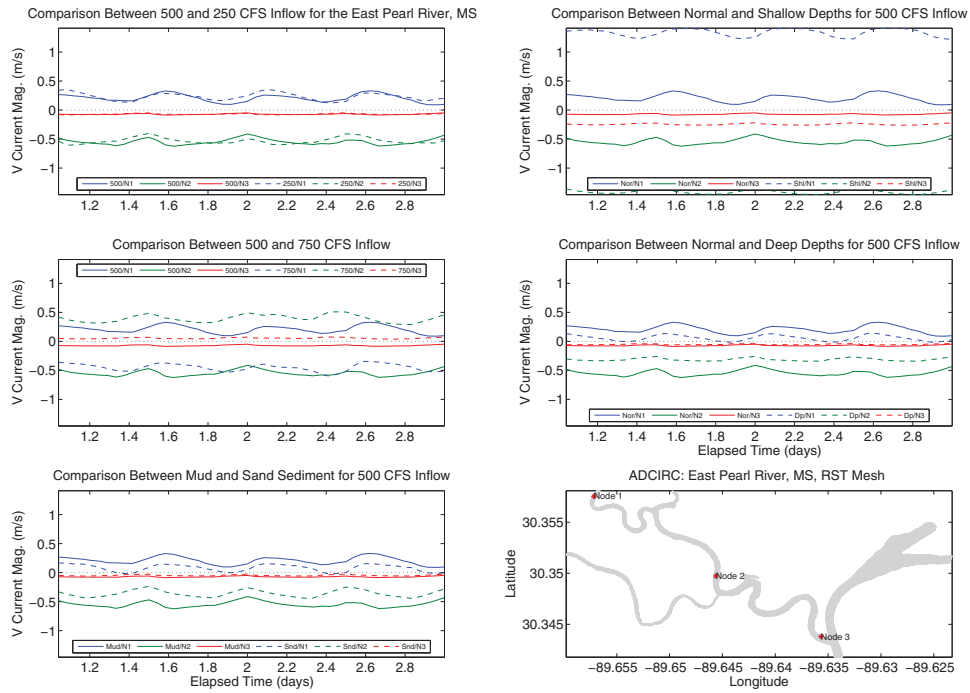 Comparison Between 500 and 250 CFS Inflow for the East Pearl River, MS
V Current Mag. (m/s)
1
0.5
0
−0.5
−1
500/N1 500/N2 500/N3 250/N1 250/N2 250/N3
1.2 1.4 1.6 1.8 2 2.2 2.4 2.6 2.8
Comparison Between Normal and Shallow Depths for 500 CFS Inflow
V Current Mag. (m/s)
1
0.5
0
−0.5
−1
Nor/N1 Nor/N2 Nor/N3 Shl/N1 Shl/N2 Shl/N3
1.2 1.4 1.6 1.8 2 2.2 2.4 2.6 2.8
Comparison Between 500 and 750 CFS Inflow
500/N1 500/N2 500/N3 750/N1 750/N2 750/N3
V Current Mag. (m/s)
1
0.5
0
−0.5
−1
1.2 1.4 1.6 1.8 2 2.2 2.4 2.6 2.8
Comparison Between Normal and Deep Depths for 500 CFS Inflow
V Current Mag. (m/s)
1
0.5
0
−0.5
−1
Nor/N1 Nor/N2 Nor/N3 Dp/N1 Dp/N2 Dp/N3
1.2 1.4 1.6 1.8 2 2.2 2.4 2.6 2.8
Elapsed Time (days)
Comparison Between Mud and Sand Sediment for 500 CFS Inflow
V Current Mag. (m/s)
1
0.5
0
−0.5
−1
Mud/N1 Mud/N2 Mud/N3 Snd/N1 Snd/N2 Snd/N3
1.2 1.4 1.6 1.8 2 2.2 2.4 2.6 2.8
Elapsed Time (days)
ADCIRC: East Pearl River, MS, RST Mesh
Node 1
Node 2
Node 3
Latitude
30.355
30.35
30.345
−89.655 −89.65 −89.645 −89.64 −89.635 −89.63 −89.625
Longitude